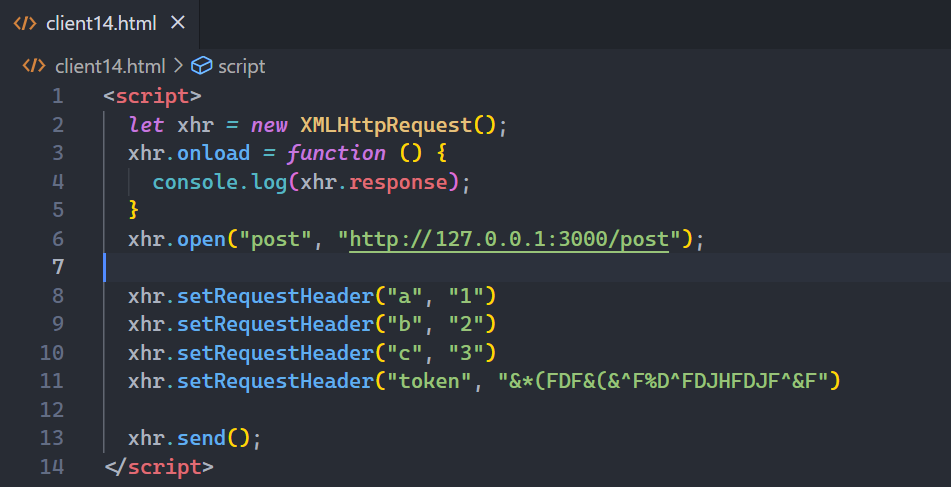 client14.html ×
client14.html > script
1 <script>
2 let xhr = new XMLHttpRequest();
3 xhr.onload = function () {
4 console.log(xhr.response);
5 }
6 xhr.open("post", "http://127.0.0.1:3000/post");
7
8 xhr.setRequestHeader("a", "1")
9 xhr.setRequestHeader("b", "2")
10 xhr.setRequestHeader("c", "3")
11 xhr.setRequestHeader("token", "&*(FDF&(&^F%D^FDJHFDJF^&F")
12
13 xhr.send();
14 </script>